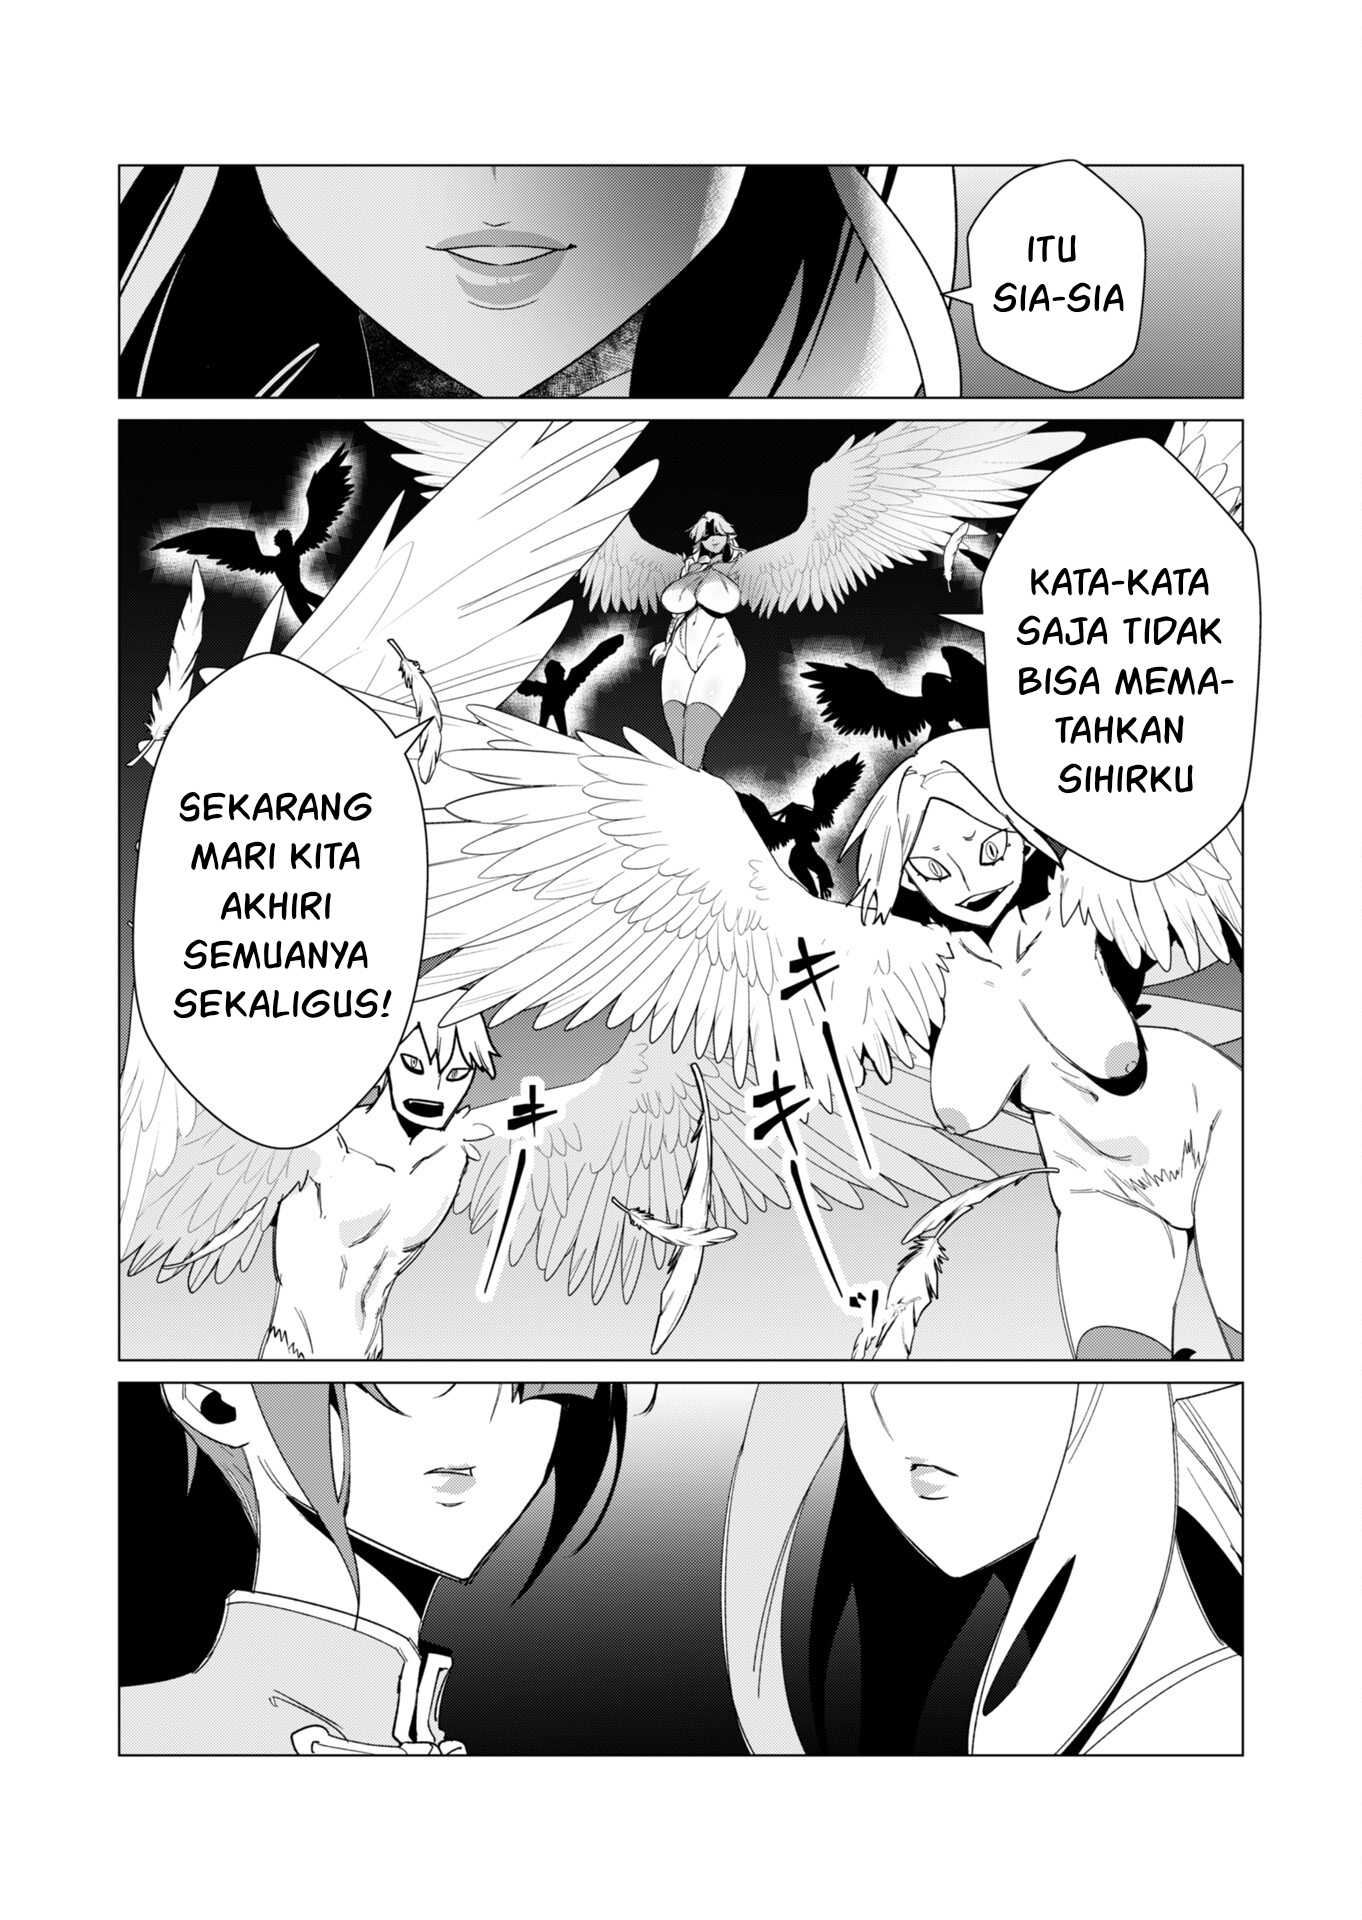 ITU
SIA-SIA
KATA-KATA
SAJA TIDAK
BISA MEMA-
TAHKAN
SIHIRKU
SEKARANG
MARI KITA
AKHIRI
SEMUANYA
SEKALIGUS!
キーキーッ
キー